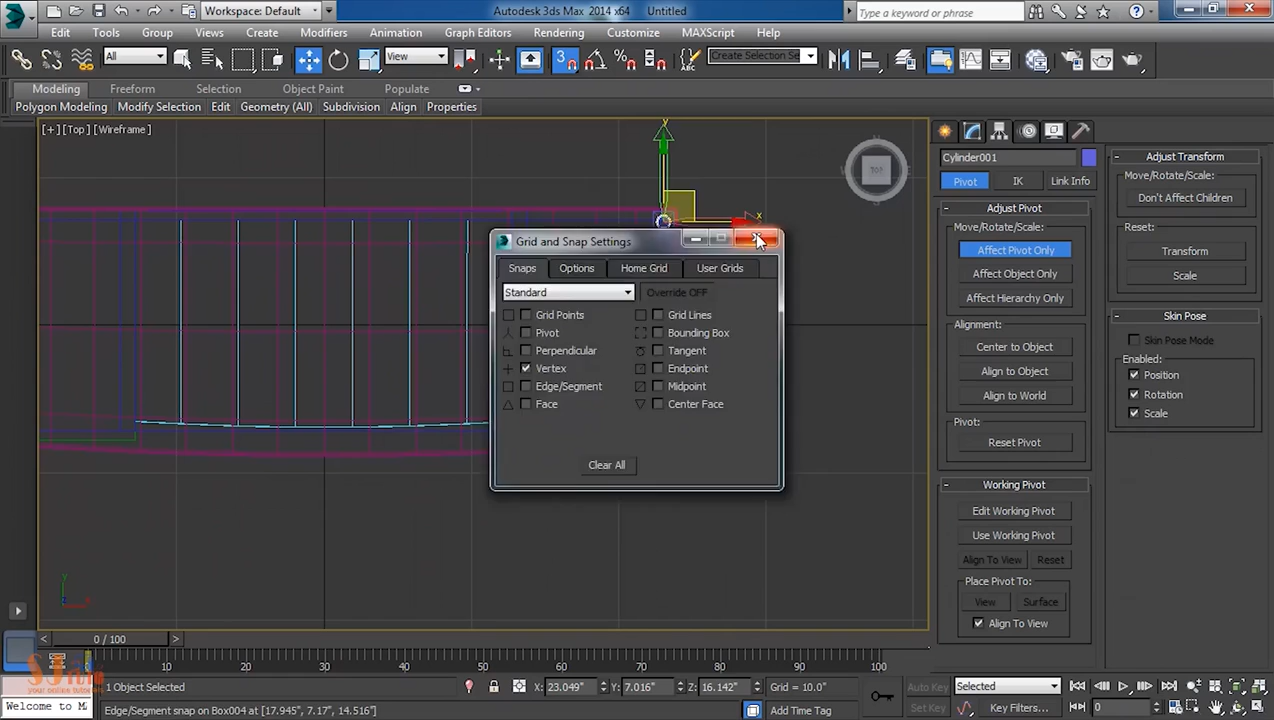 Workspace: Default
Autodesk 3ds Max 2014 x64 Untitled
Type a keyword or phrase
Edit Tools Group Views Create Modifiers Animation Graph Editors Rendering Customize MAXScript Help
All
View
3
Create Selection Se
Modeling Freeform Selection Object Paint Populate
Polygon Modeling Modify Selection Edit Geometry (All) Subdivision Align Properties
[+] [Top] [Wireframe]
y
x
TOP
Grid and Snap Settings
Snaps Options Home Grid User Grids
Standard Override OFF
Grid Points Grid Lines
Pivot Bounding Box
Perpendicular Tangent
Vertex Endpoint
Edge/Segment Midpoint
Face Center Face
Clear All
Cylinder001
Pivot IK Link Info
- Adjust Pivot
Move/Rotate/Scale:
Affect Pivot Only
Affect Object Only
Affect Hierarchy Only
Alignment:
Center to Object
Align to Object
Align to World
Pivot:
Reset Pivot
- Working Pivot
Edit Working Pivot
Use Working Pivot
Align To View Reset
Place Pivot To:
View Surface
Align To View
- Adjust Transform
Move/Rotate/Scale:
Don't Affect Children
Reset:
Transform
Scale
- Skin Pose
Skin Pose Mode
Enabled:
Position
Rotation
Scale
< 0 / 100 >
0 10 20 30 40 50 60 70 80 90 100
your online tutor
1 Object Selected X: 23.049" Y: 7.016" Z: 16.142" Grid = 10.0" Auto Key Selected
Welcome to M Edge/Segment snap on Box004 at [17.945", 7.17", 14.516"] Add Time Tag Set Key Key Filters... 0